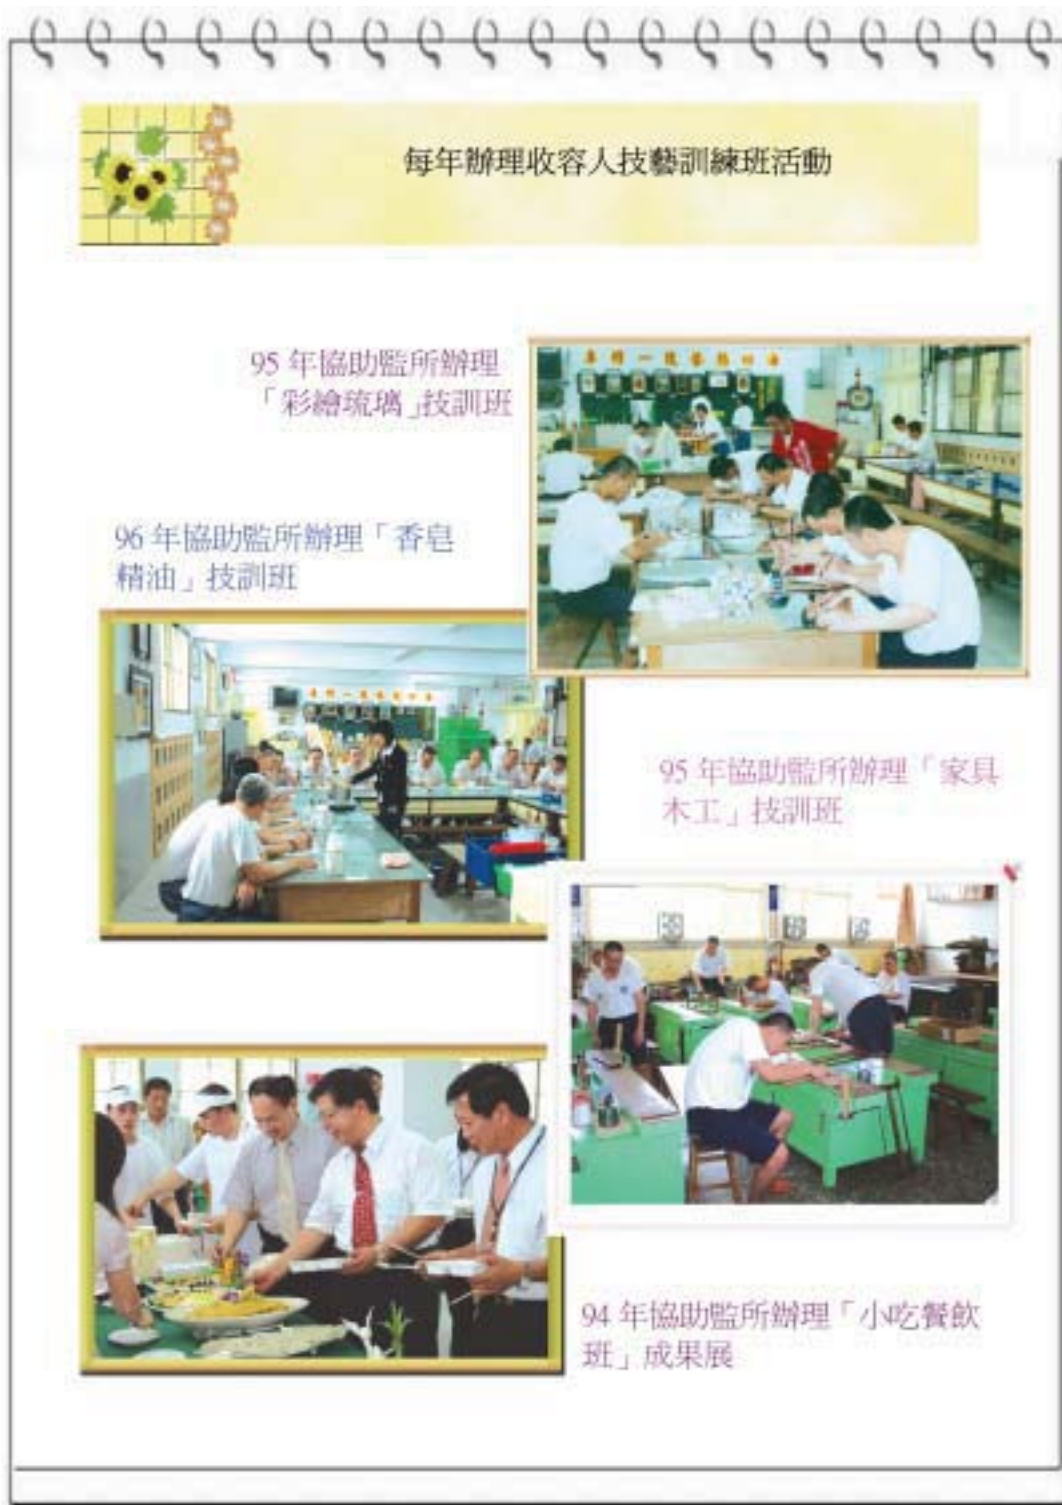 每年辦理收容人技藝訓練班活動
95 年協助監所辦理
「彩繪琉璃」技訓班
96 年協助監所辦理「香皂
精油」技訓班
95 年協助監所辦理「家具
木工」技訓班
94 年協助監所辦理「小吃餐飲
班」成果展